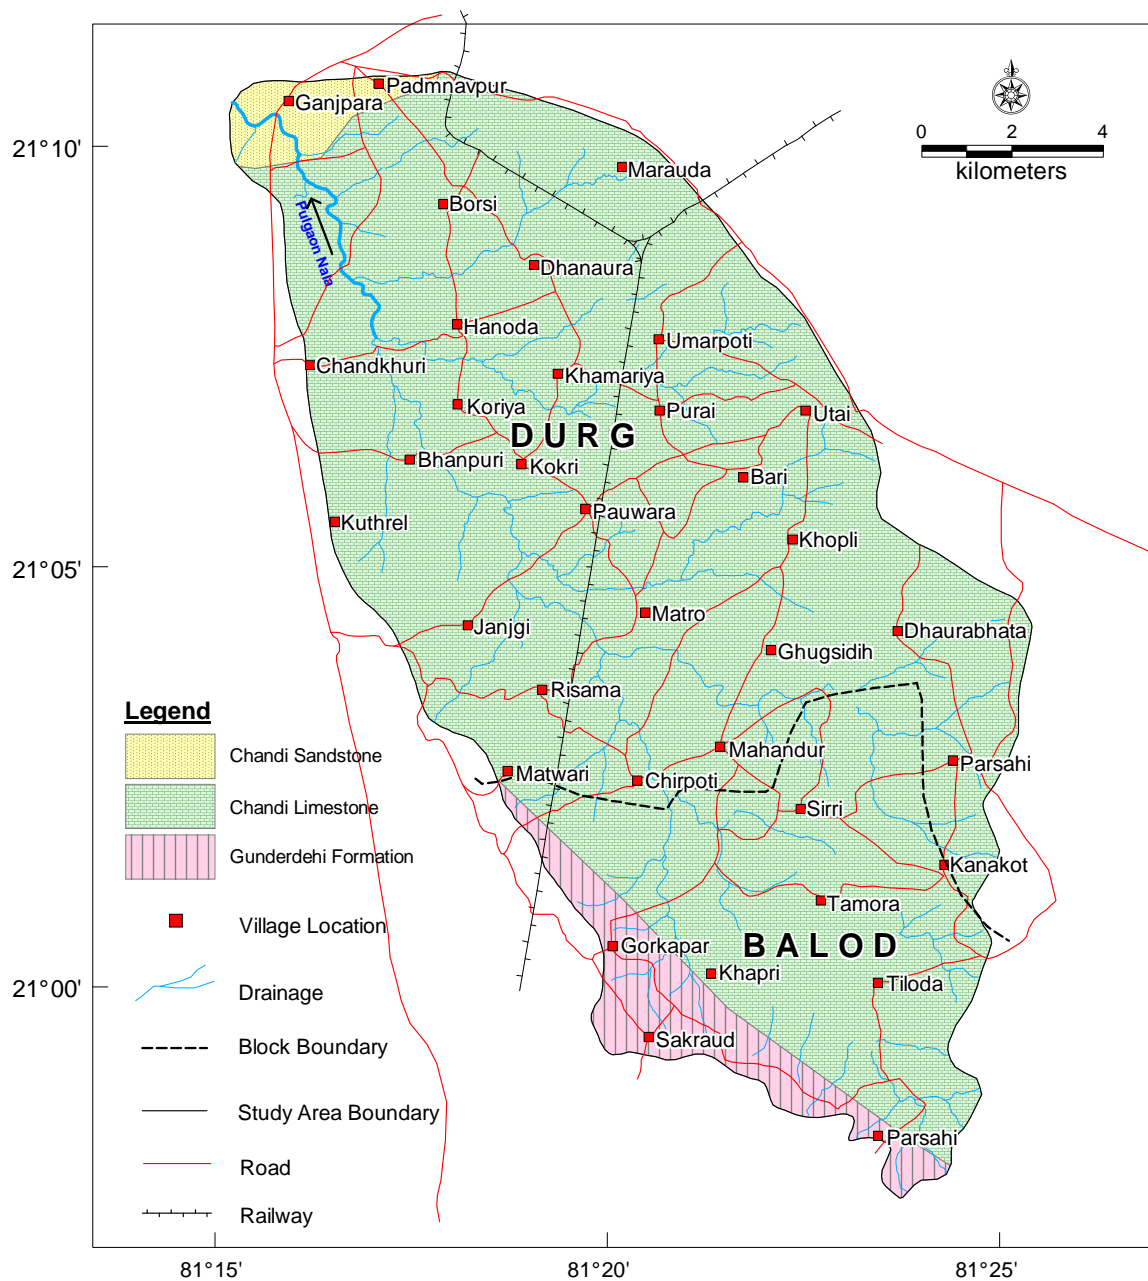 Padmnavpur
Ganjpara
0 2 4
kilometers
21°10'
Marauda
Borsi
Pulgaon Nala
Dhanaura
Hanoda
Umarpoti
Chandkhuri
Khamariya
Koriya
Purai
Utai
DURG
Bhanpuri
Kokri
Bari
Pauwara
Kuthrel
Khopli
21°05'
Matro
Janjgi
Dhaurabhata
Ghugsidih
Risama
Legend
Mahandur
Chandi Sandstone
Parsahi
Matwari
Chirpoti
Chandi Limestone
Sirri
Gunderdehi Formation
Kanakot
Tamora
Village Location
Gorkapar
BALOD
Khapri
Tiloda
21°00'
Drainage
Sakraud
Block Boundary
Study Area Boundary
Parsahi
Road
Railway
81°15' 81°20' 81°25'